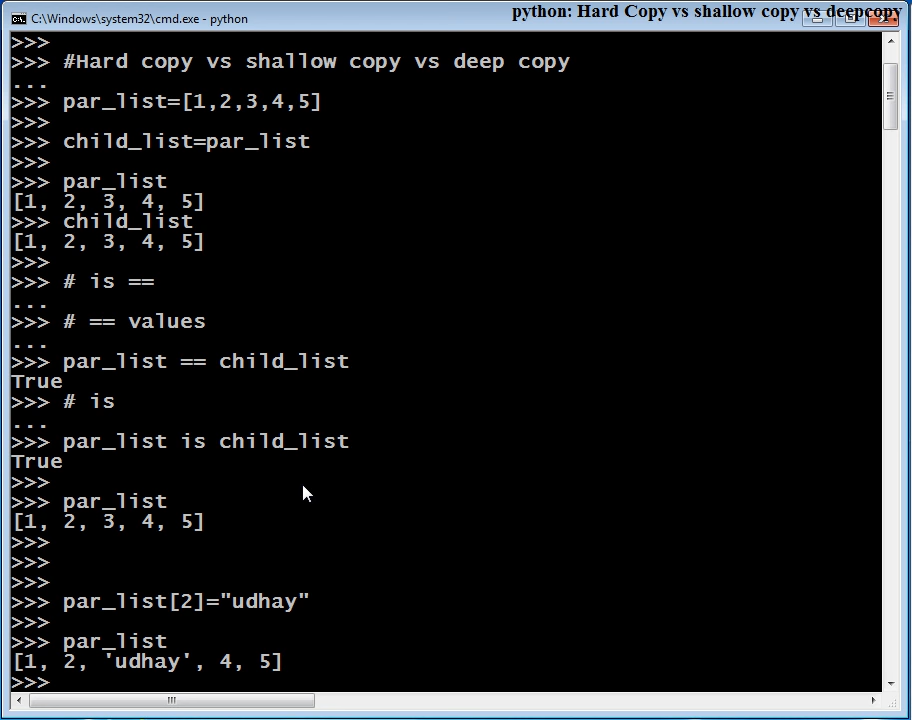 python: Hard Copy vs shallow copy vs deepcopy
C:\Windows\system32\cmd.exe - python
>>>
>>> #Hard copy vs shallow copy vs deep copy
...
>>> par_list=[1,2,3,4,5]
>>>
>>> child_list=par_list
>>>
>>> par_list
[1, 2, 3, 4, 5]
>>> child_list
[1, 2, 3, 4, 5]
>>>
>>> # is ==
...
>>> # == values
...
>>> par_list == child_list
True
>>> # is
...
>>> par_list is child_list
True
>>>
>>> par_list
[1, 2, 3, 4, 5]
>>>
>>>
>>>
>>> par_list[2]="udhay"
>>>
>>> par_list
[1, 2, 'udhay', 4, 5]
>>>